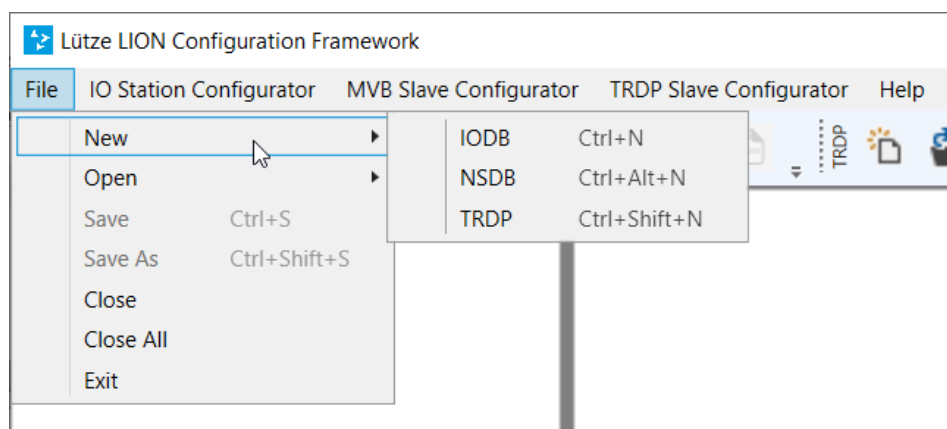 Lütze LION Configuration Framework
File IO Station Configurator MVB Slave Configurator TRDP Slave Configurator Help
New IODB Ctrl+N TRDP
Open NSDB Ctrl+Alt+N
Save Ctrl+S TRDP Ctrl+Shift+N
Save As Ctrl+Shift+S
Close
Close All
Exit